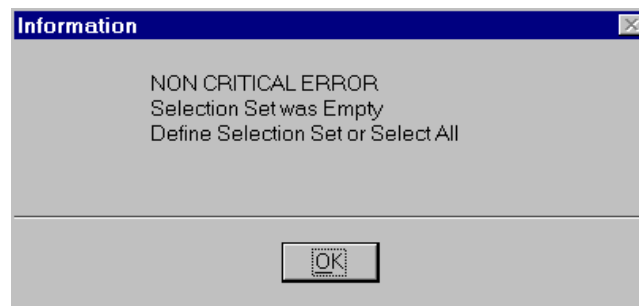 Information
NON CRITICAL ERROR
Selection Set was Empty
Define Selection Set or Select All
OK